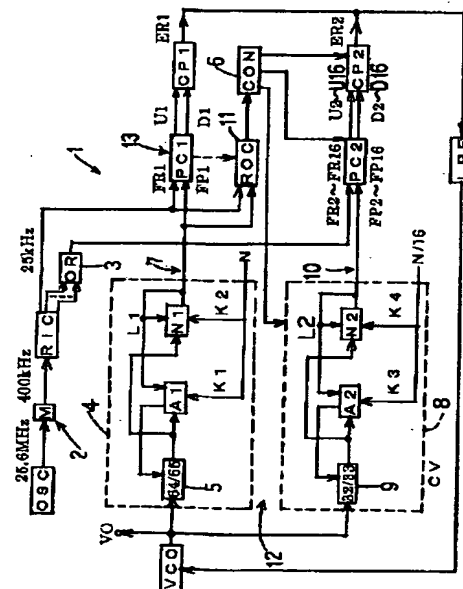 1
OSC
25.6MHz
M
2
400kHz
RIC
25kHz
OR
3
FR1
FP1
13
PC1
U1
D1
CP1
ER1
ROC
11
CON
6
FR2~FR16
FP2~FP16
PC2
U2~U16
D2~D16
CP2
ER2
7
4
L1
64/65
5
A1
N1
K1
K2
N
10
VO
VCO
12
L2
32/33
9
A2
N2
K3
K4
N/16
CV
8